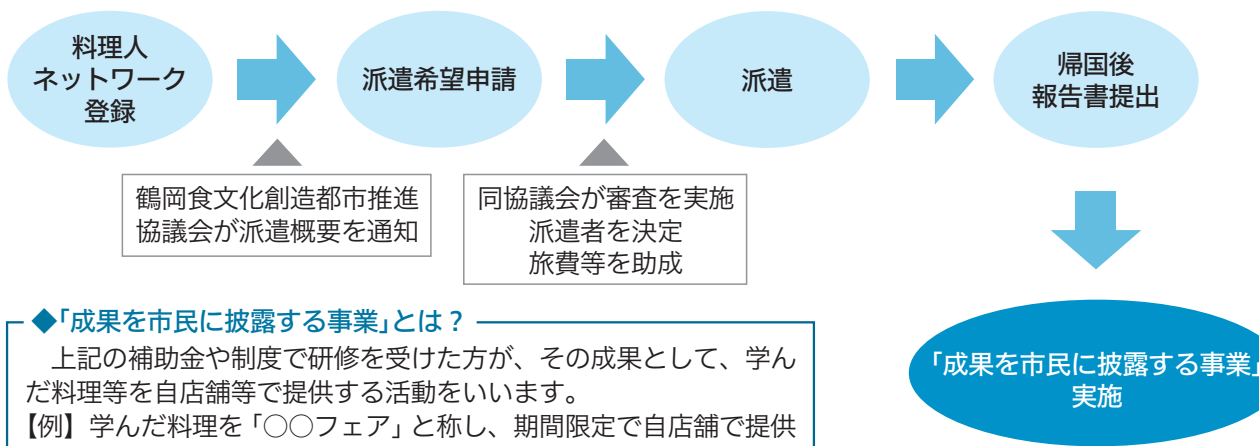 料理人
ネットワーク
登録
派遣希望申請
派遣
帰国後
報告書提出
鶴岡食文化創造都市推進
協議会が派遣概要を通知
同協議会が審査を実施
派遣者を決定
旅費等を助成
◆「成果を市民に披露する事業」とは？
上記の補助金や制度で研修を受けた方が、その成果として、学ん
だ料理等を自店舗等で提供する活動をいいます。
【例】学んだ料理を「○○フェア」と称し、期間限定で自店舗で提供
「成果を市民に披露する事業」
実施